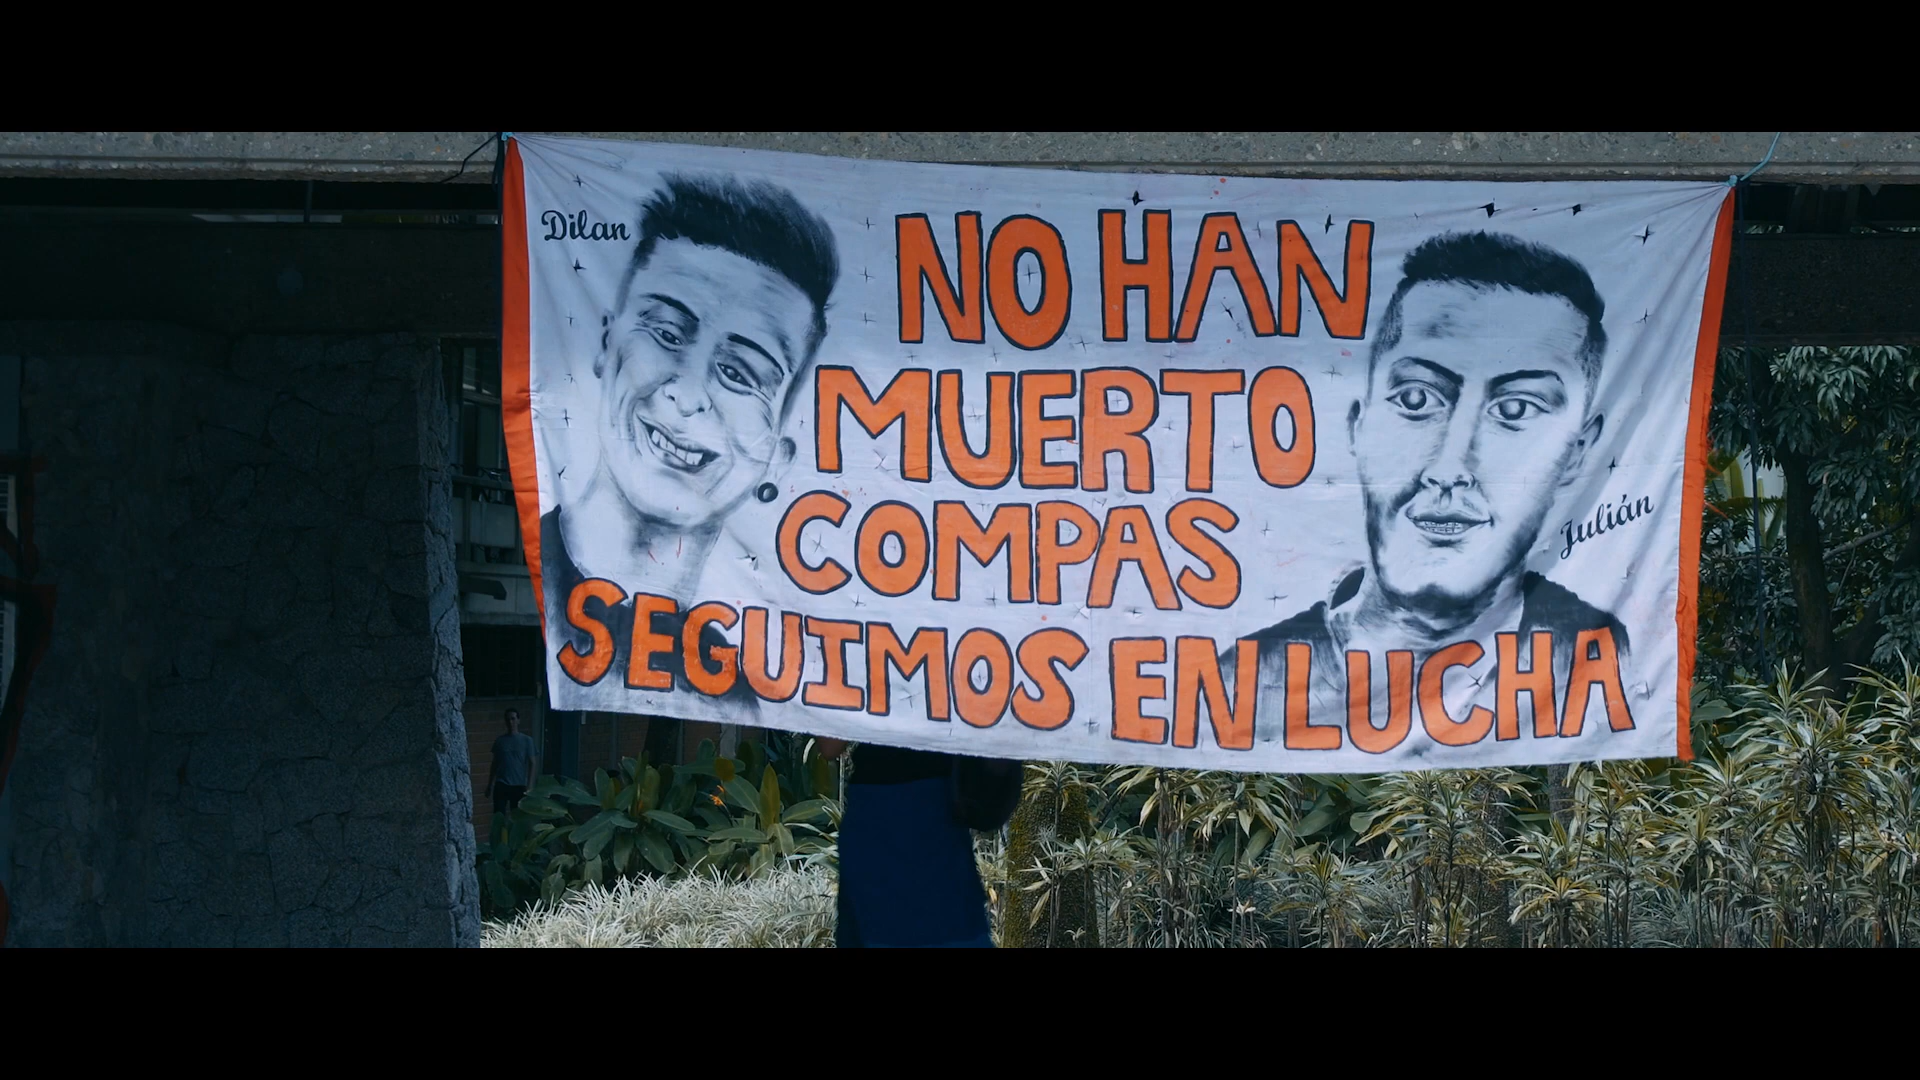 Dilan
NO HAN
MUERTO
COMPAS
SEGUIMOS EN LUCHA
Julián